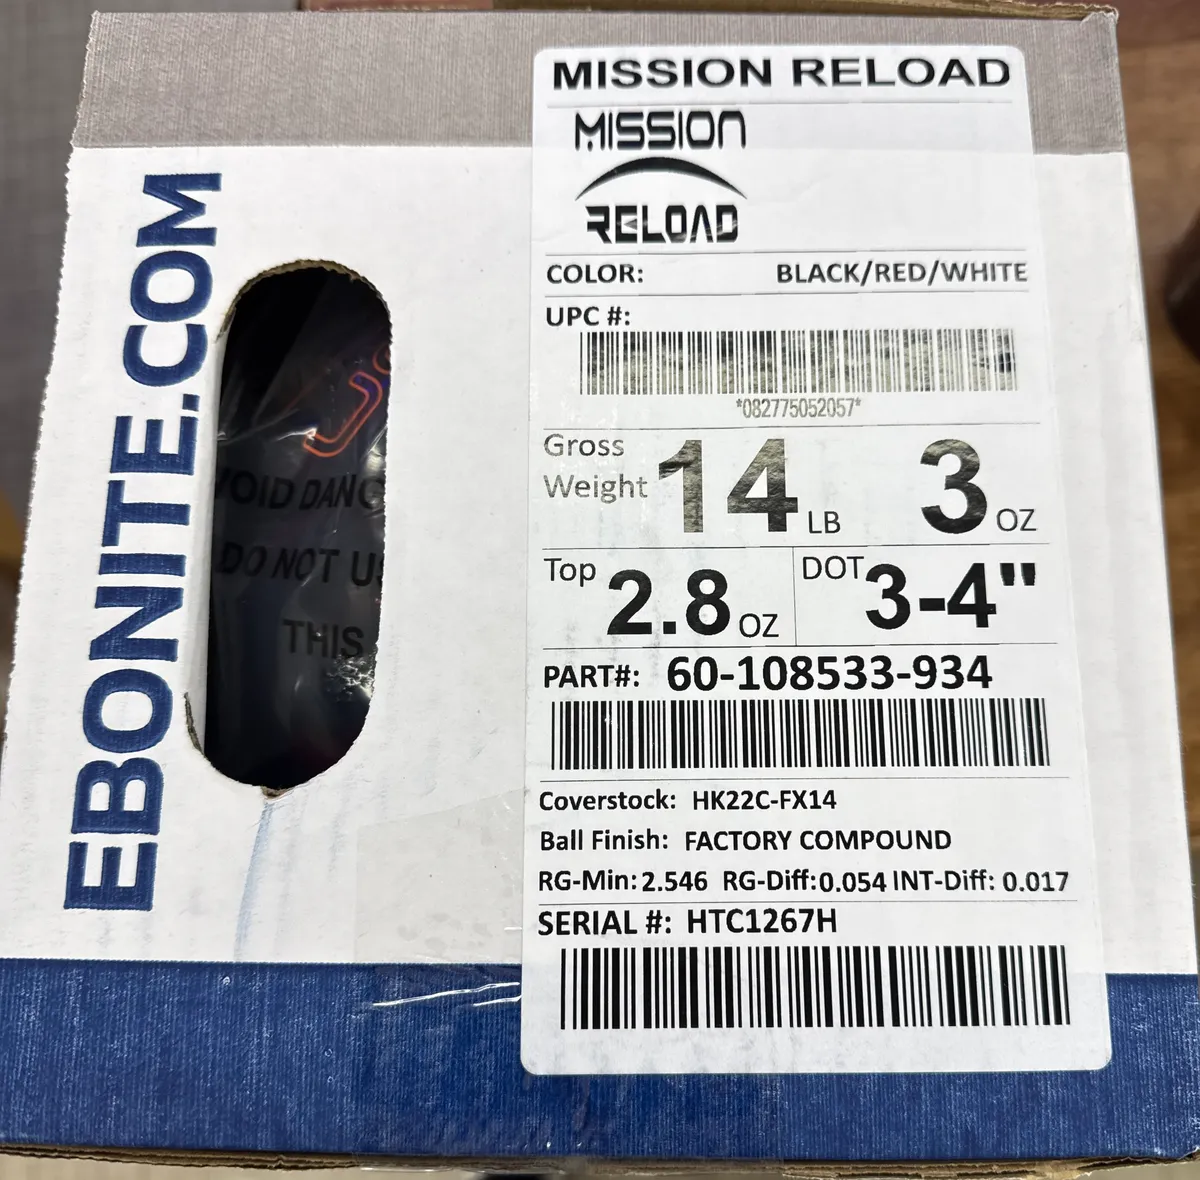 EBONITE.COM
VOID DANG
DO NOT US
THIS
MISSION RELOAD
MISSION
RELOAD
COLOR: BLACK/RED/WHITE
UPC #:
*082775052057*
Gross Weight 14 LB 3 OZ
Top 2.8 OZ DOT 3-4"
PART#: 60-108533-934
Coverstock: HK22C-FX14
Ball Finish: FACTORY COMPOUND
RG-Min: 2.546 RG-Diff: 0.054 INT-Diff: 0.017
SERIAL #: HTC1267H